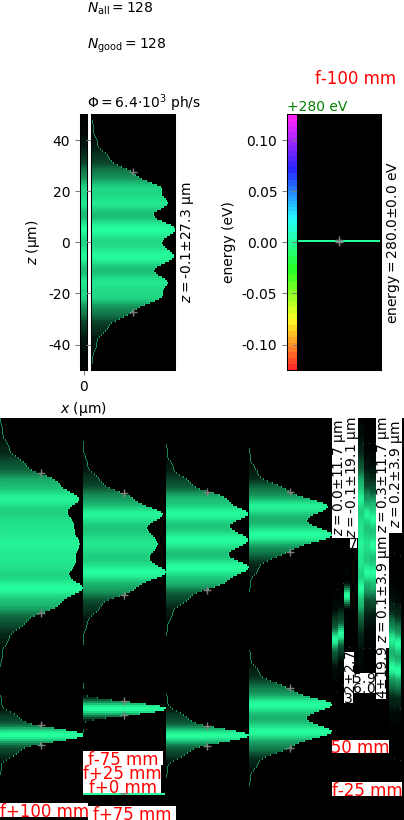 N_all = 128
N_good = 128
f-100 mm
Φ = 6.4·10³ ph/s
+280 eV
40
20
0
-20
-40
z (μm)
z = -0.1±27.3 μm
0
x (μm)
0.10
0.05
0.00
-0.05
-0.10
energy (eV)
energy = 280.0±0.0 eV
z = 0.0±11.7 μm
z = -0.1±19.1 μm
z = 0.3±11.7 μm
z = 0.2±3.9 μm
z = 0.1±3.9 μm
50 mm
f-75 mm
f+25 mm
f+0 mm
f-25 mm
f+100 mm
f+75 mm